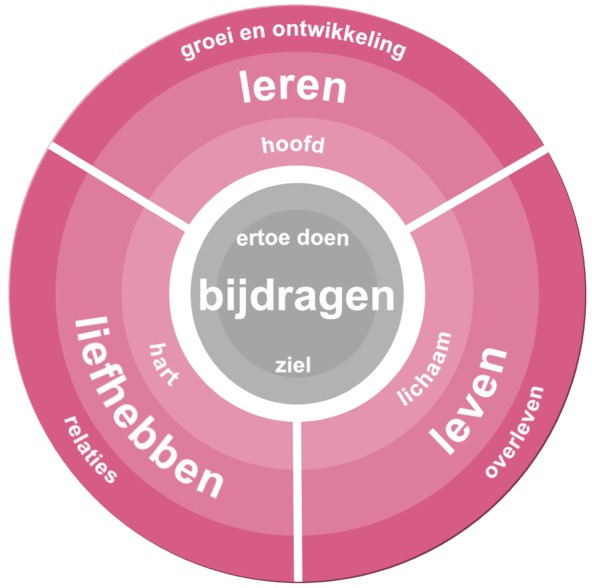 groei en ontwikkeling
leren
hoofd
ertoe doen
bijdragen
ziel
hart
liefhebben
relaties
lichaam
leven
overleven